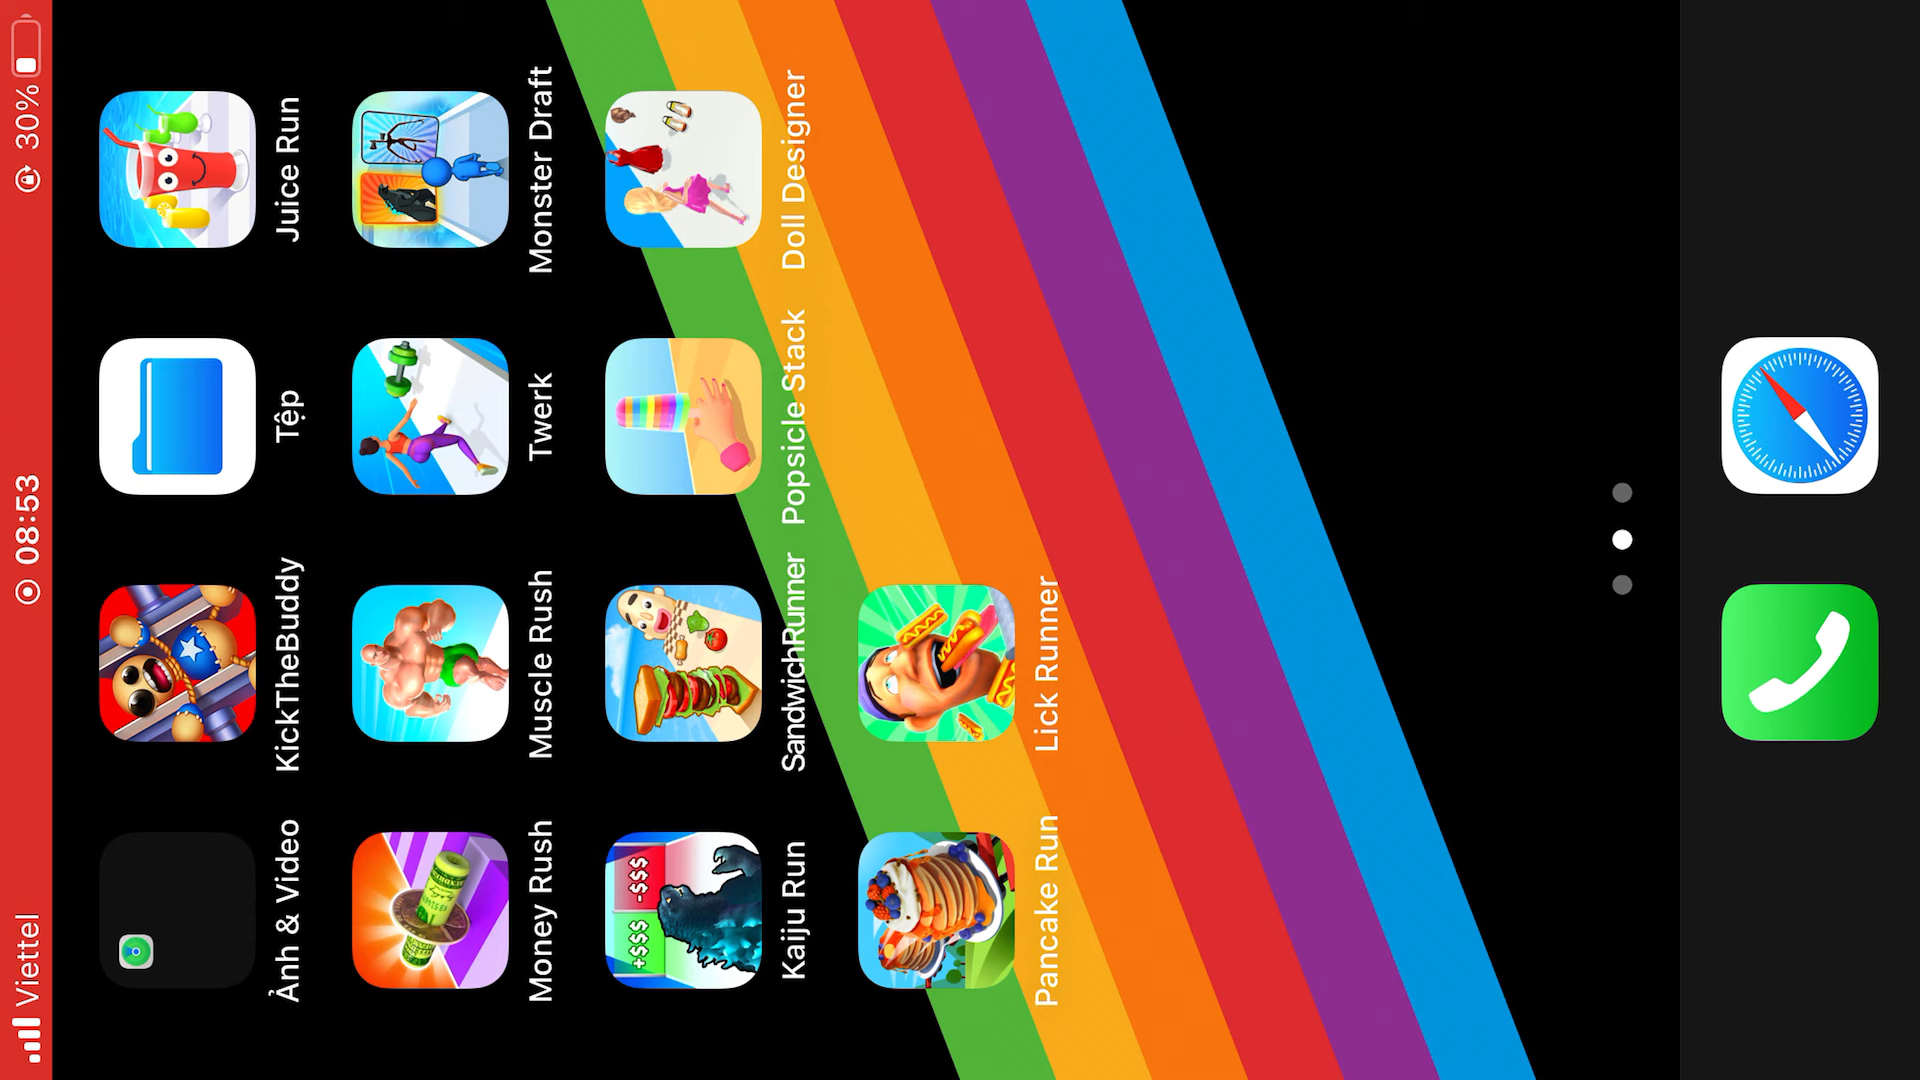 Viettel 08:53 30%
Ảnh & Video
KickTheBuddy
Tệp
Juice Run
Money Rush
Muscle Rush
Twerk
Monster Draft
+$$$ -$$$
Kaiju Run
SandwichRunner
Popsicle Stack
Doll Designer
Pancake Run
Lick Runner